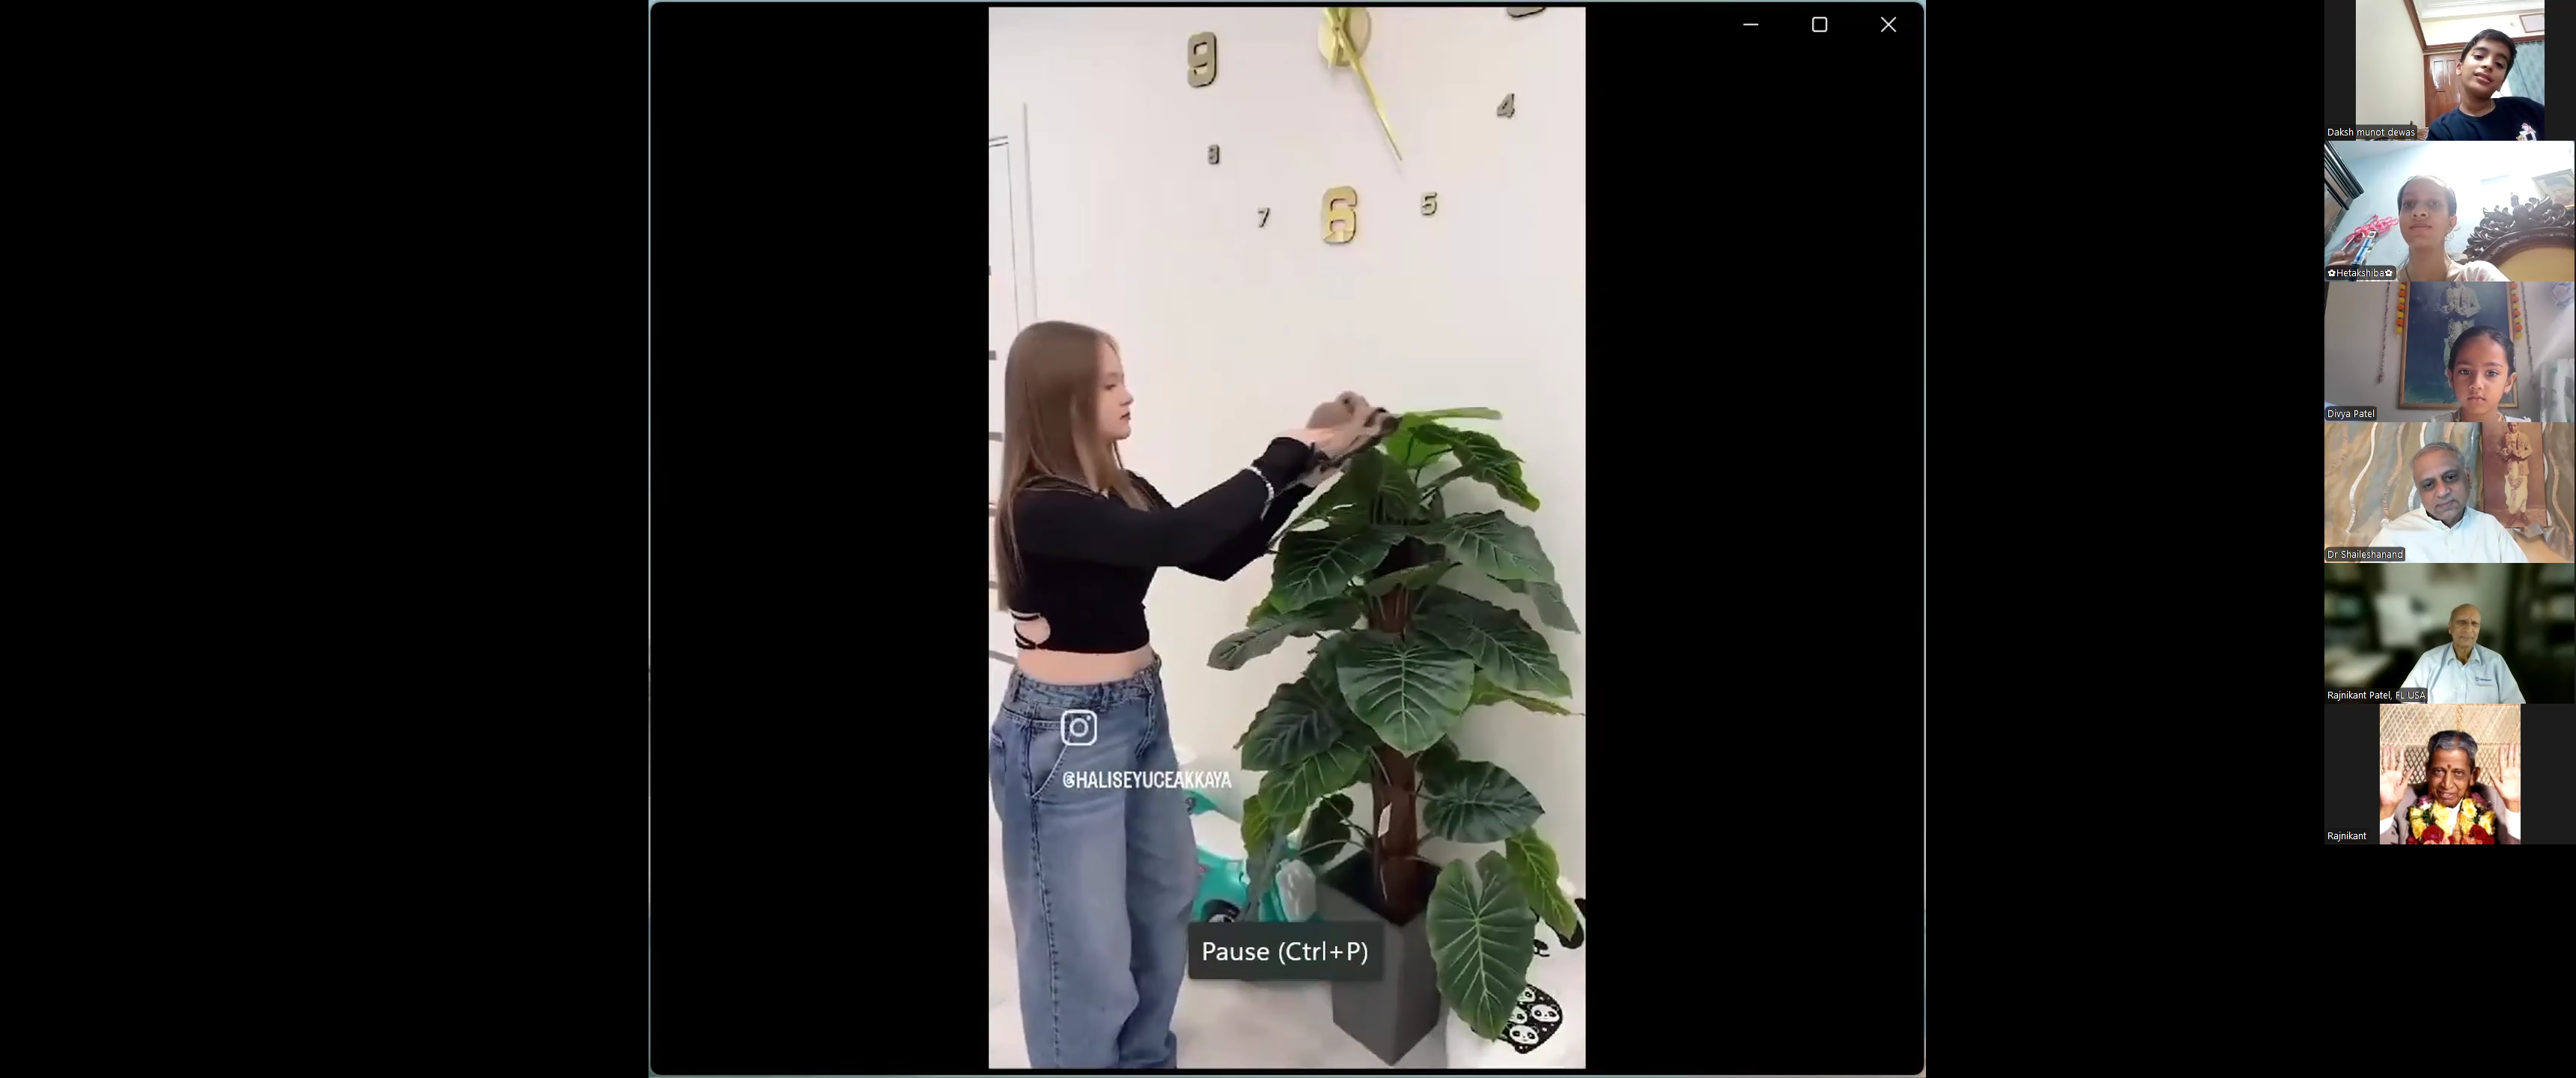 9
4
8
7
6
5
@HALISEYUCEAKKAYA
Pause (Ctrl+P)
Daksh munot dewas
✿Hetakshiba✿
Divya Patel
Dr Shaileshanand
Rajnikant Patel, FL USA
Rajnikant